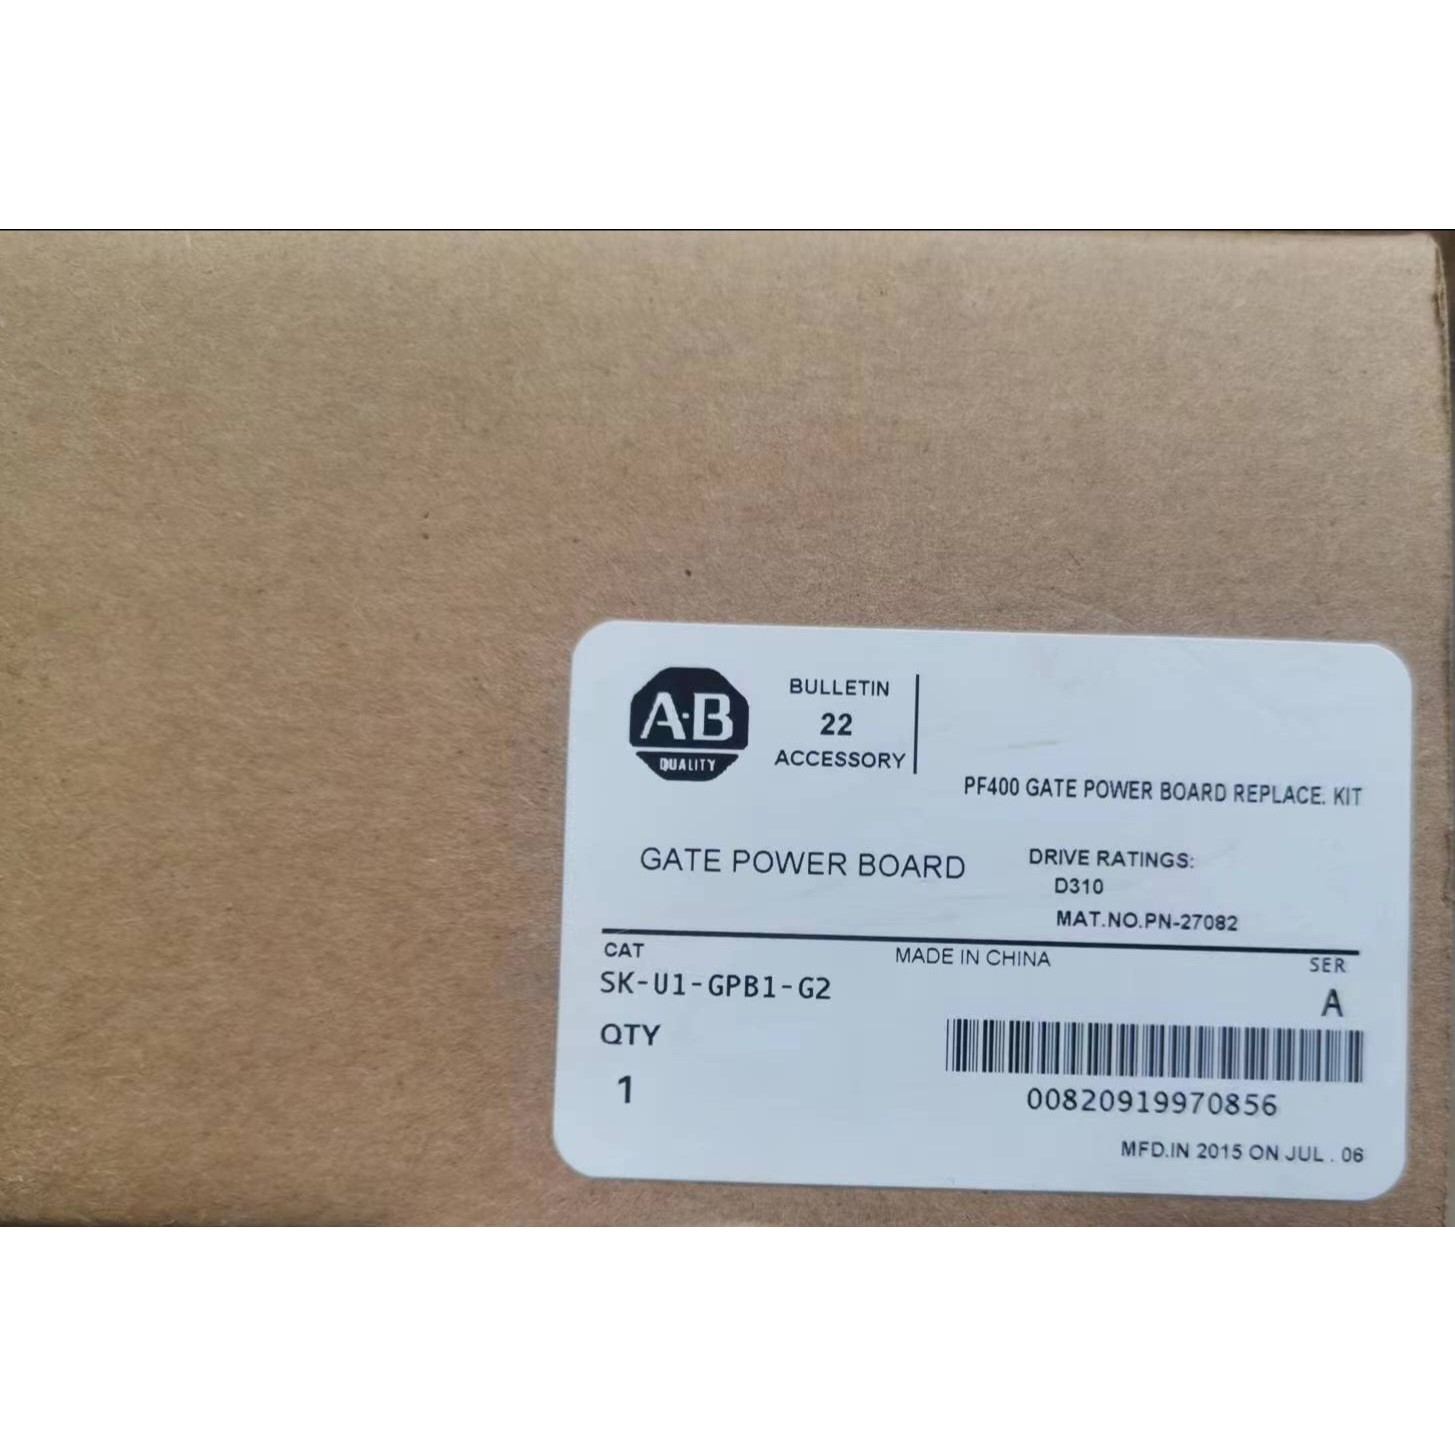 A·B
QUALITY
BULLETIN
22
ACCESSORY
PF400 GATE POWER BOARD REPLACE. KIT
GATE POWER BOARD
DRIVE RATINGS:
D310
MAT.NO.PN-27082
CAT
MADE IN CHINA
SER
SK-U1-GPB1-G2
A
QTY
1
00820919970856
MFD.IN 2015 ON JUL . 06